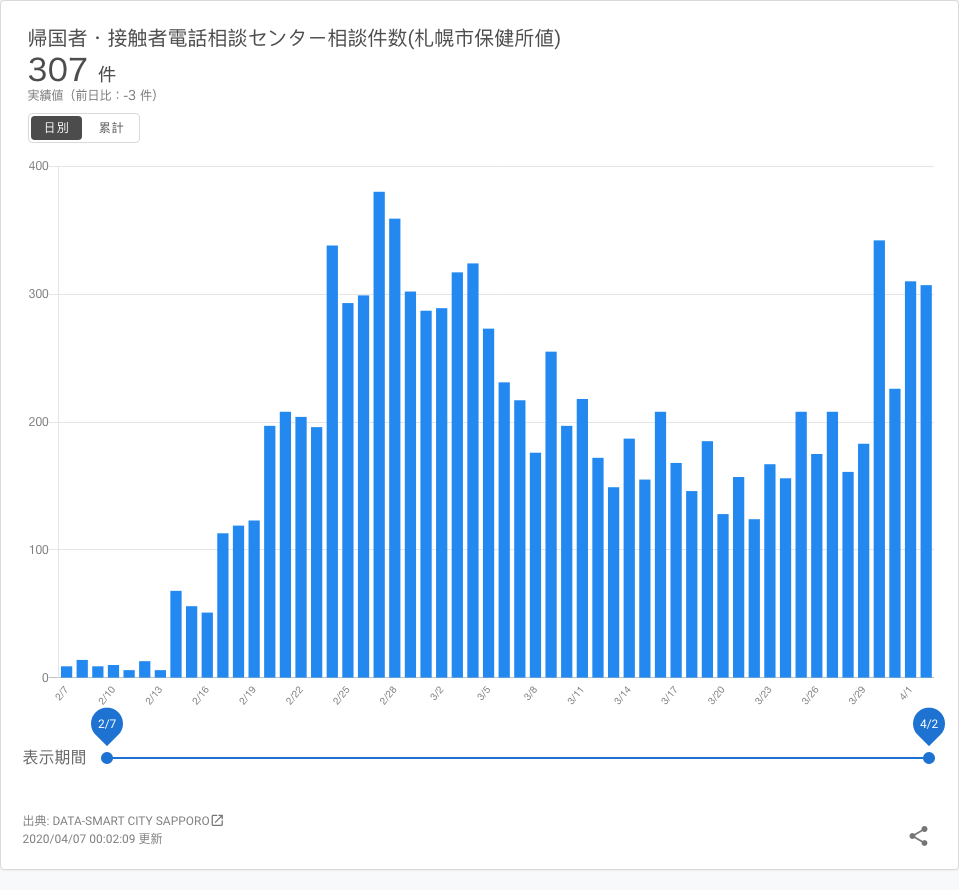 帰国者・接触者電話相談センター相談件数(札幌市保健所値)
307 件
実績値（前日比：-3 件）
日別 累計
400
300
200
100
0
2/7 2/10 2/13 2/16 2/19 2/22 2/25 2/28 3/2 3/5 3/8 3/11 3/14 3/17 3/20 3/23 3/26 3/29 4/1
2/7 4/2
表示期間
出典: DATA-SMART CITY SAPPORO
2020/04/07 00:02:09 更新